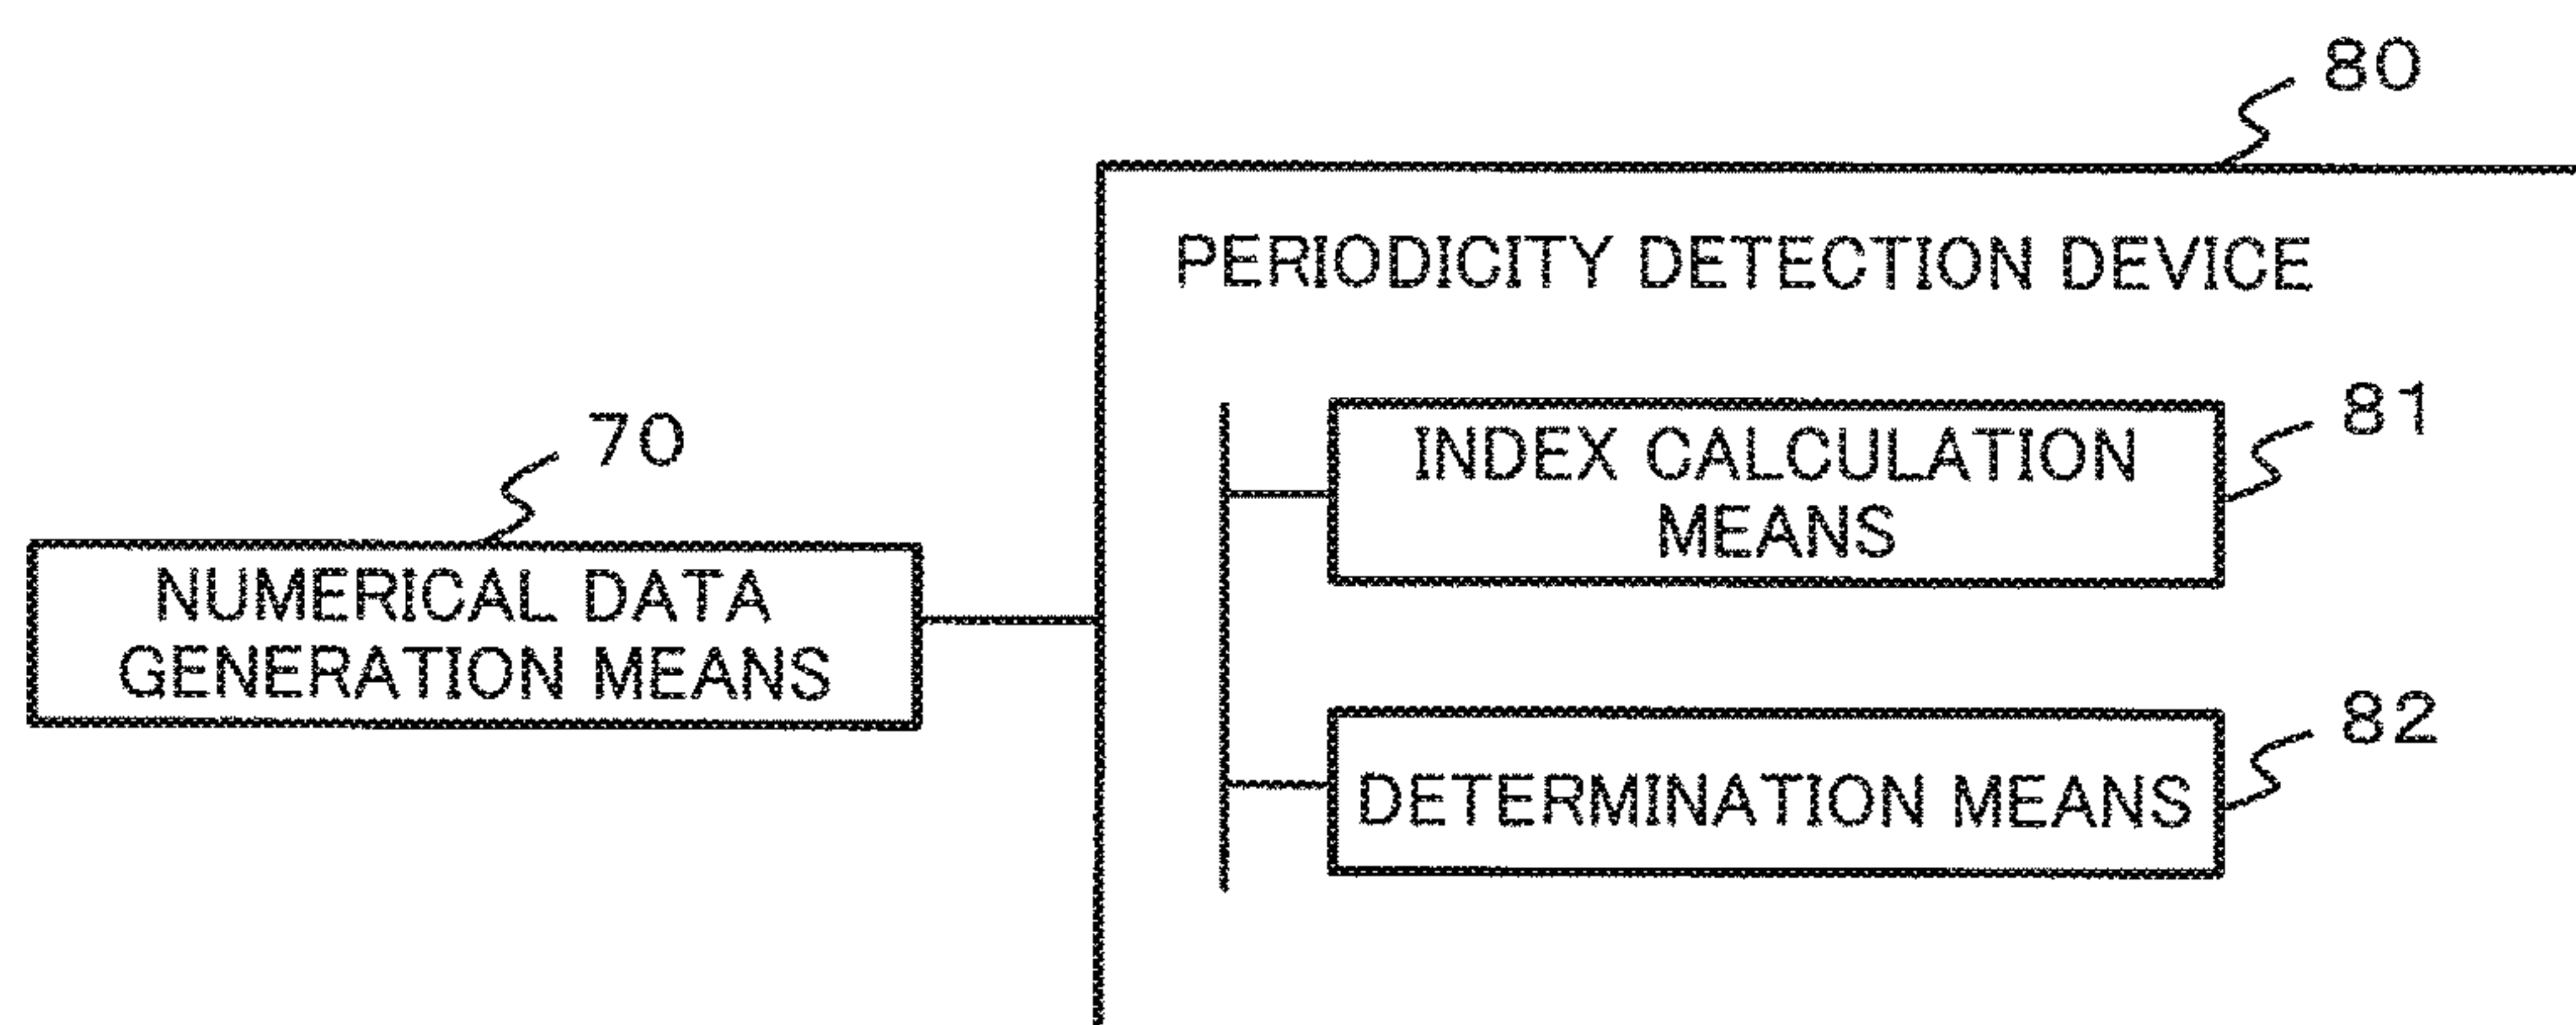 80
PERIODICITY DETECTION DEVICE
70
81
INDEX CALCULATION
MEANS
NUMERICAL DATA
GENERATION MEANS
82
DETERMINATION MEANS